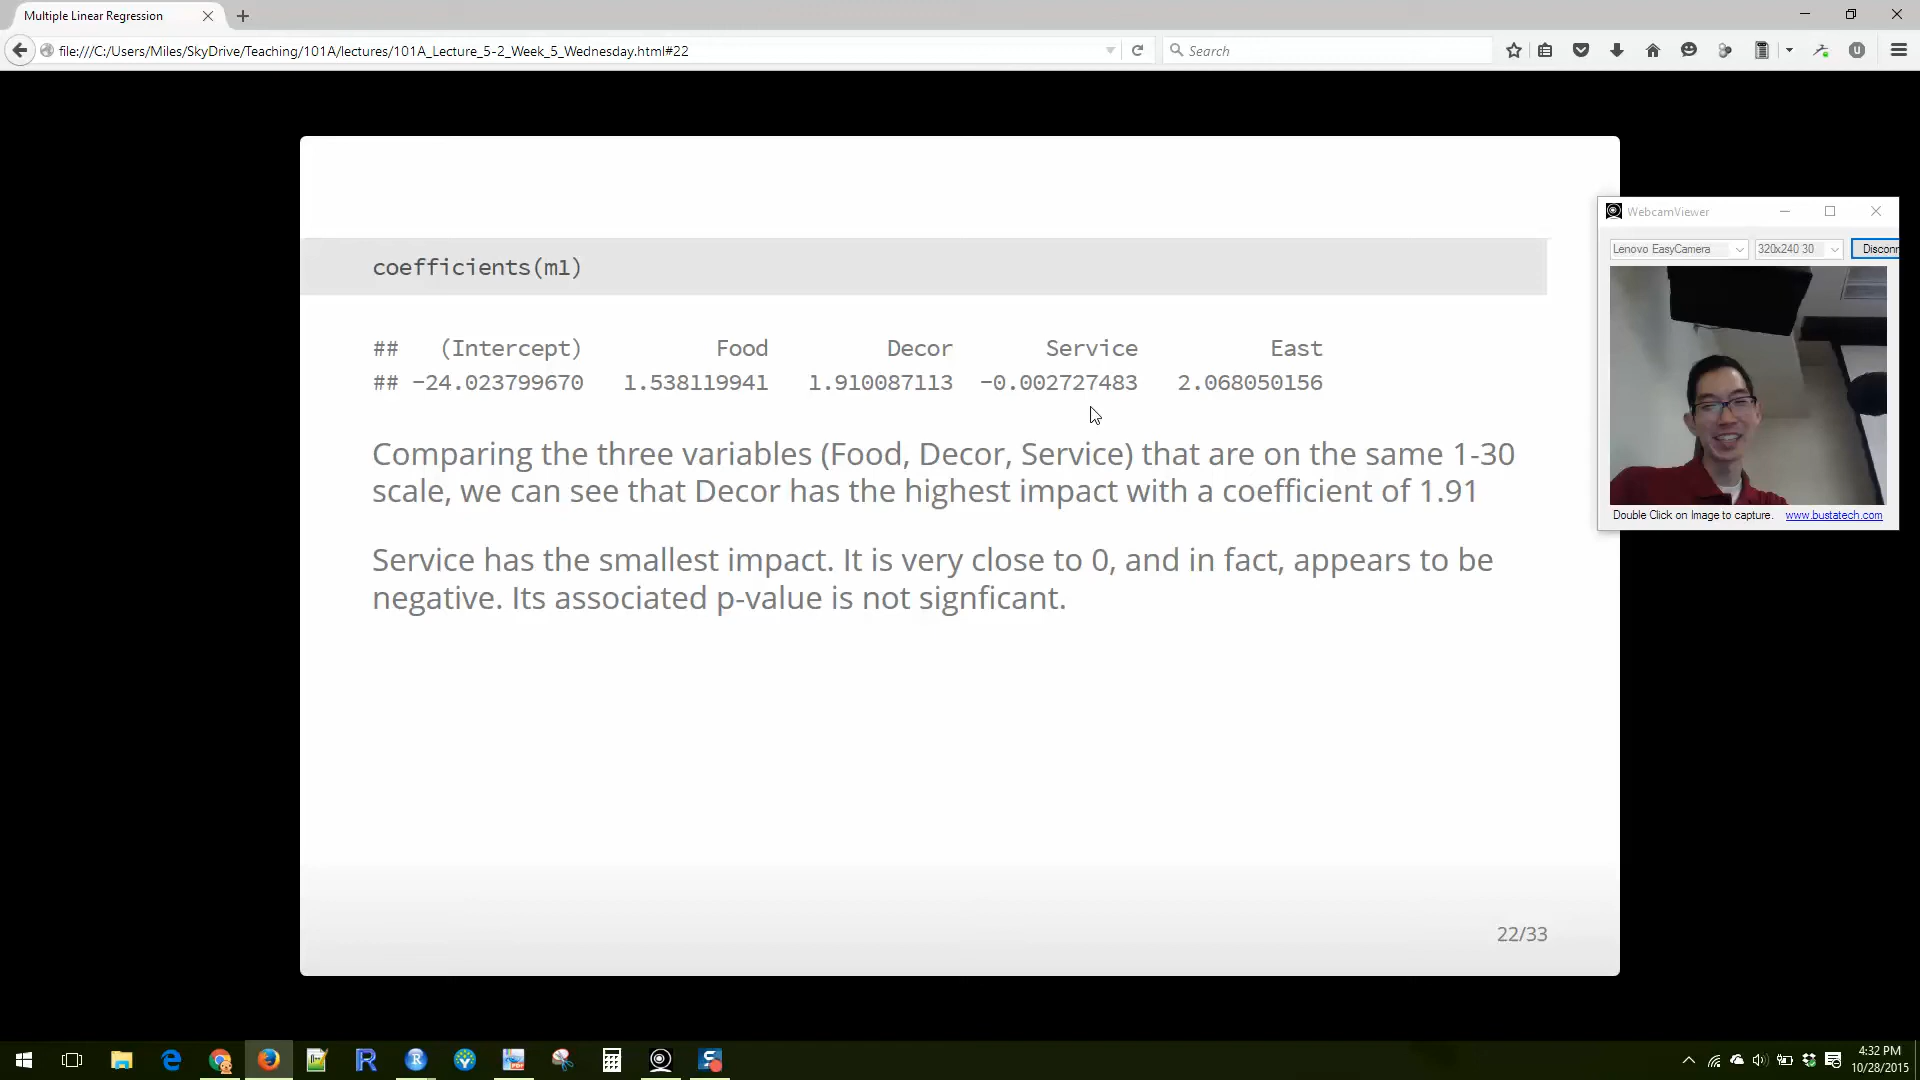 Multiple Linear Regression
file:///C:/Users/Miles/SkyDrive/Teaching/101A/lectures/101A_Lecture_5-2_Week_5_Wednesday.html#22
Search
coefficients(m1)
## (Intercept) Food Decor Service East
## -24.023799670 1.538119941 1.910087113 -0.002727483 2.068050156
Comparing the three variables (Food, Decor, Service) that are on the same 1-30
scale, we can see that Decor has the highest impact with a coefficient of 1.91
Service has the smallest impact. It is very close to 0, and in fact, appears to be
negative. Its associated p-value is not signficant.
22/33
WebcamViewer
Lenovo EasyCamera 320x240 30 Disconn
Double Click on Image to capture. www.bustatech.com
4:32 PM
10/28/2015